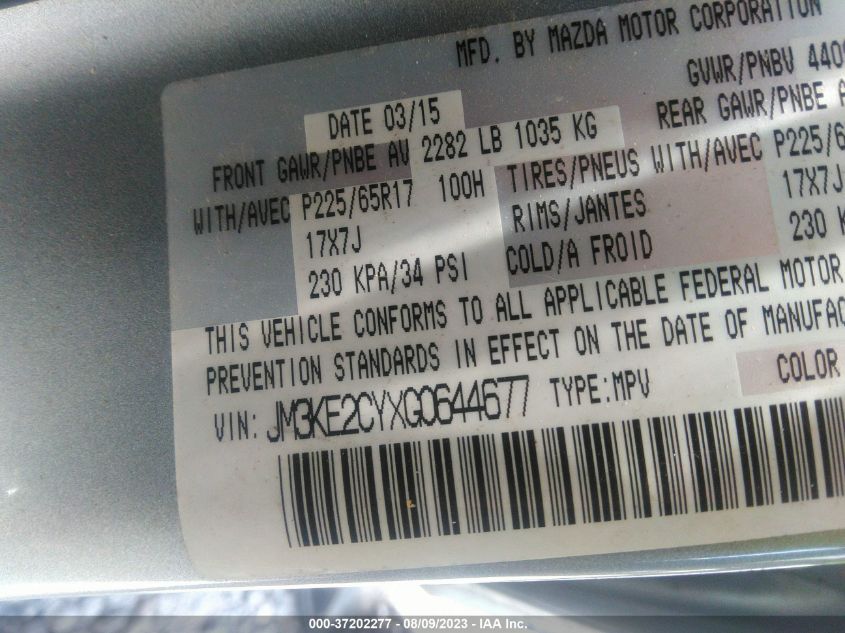 MFD. BY MAZDA MOTOR CORPORATION
DATE 03/15
GVWR/PNBV 4409
FRONT GAWR/PNBE AV 2282 LB 1035 KG
REAR GAWR/PNBE A
WITH/AVEC P225/65R17 100H TIRES/PNEUS WITH/AVEC P225/6
17X7J RIMS/JANTES 17X7J
230 KPA/34 PSI COLD/A FROID 230 K
THIS VEHICLE CONFORMS TO ALL APPLICABLE FEDERAL MOTOR
PREVENTION STANDARDS IN EFFECT ON THE DATE OF MANUFAC
VIN: JM3KE2CYXG0644677 TYPE:MPV
COLOR
000-37202277 - 08/09/2023 - IAA Inc.